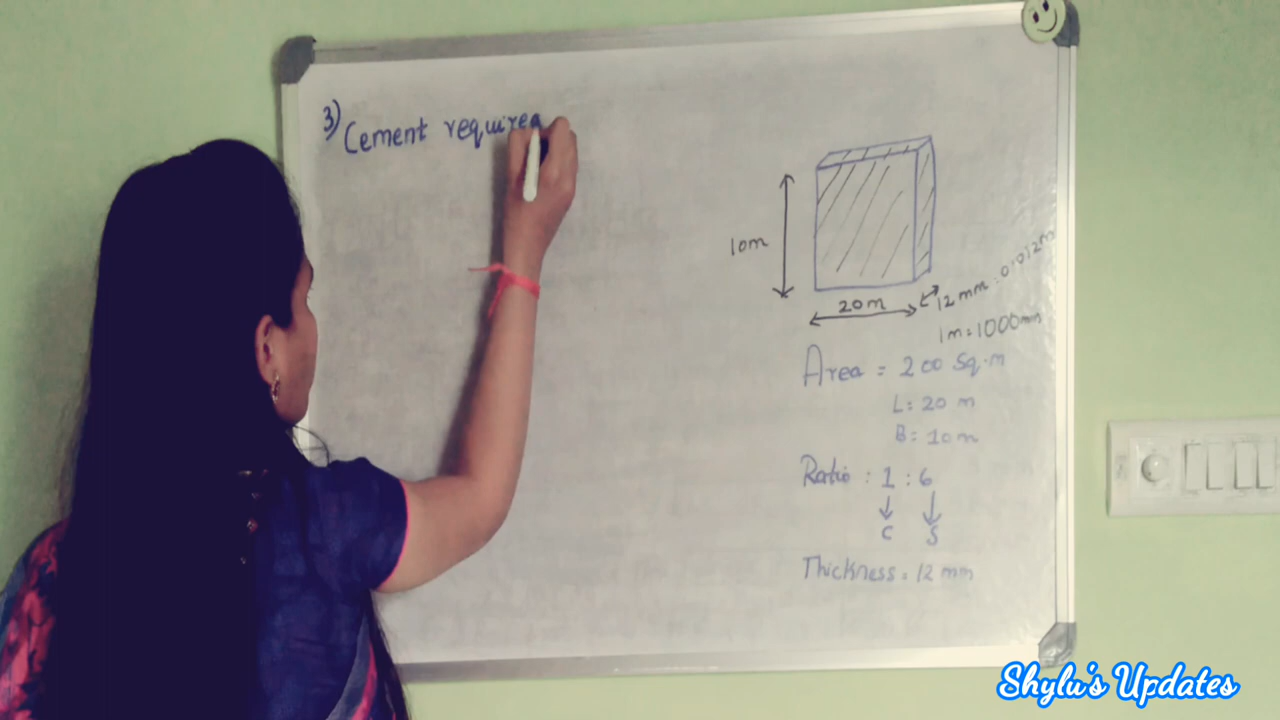 3) Cement required
10m
20m
12 mm = 0.012m
1m = 1000mm
Area = 200 Sq.m
L = 20 m
B = 10m
Ratio : 1 : 6
C S
Thickness = 12 mm
Shylu's Updates